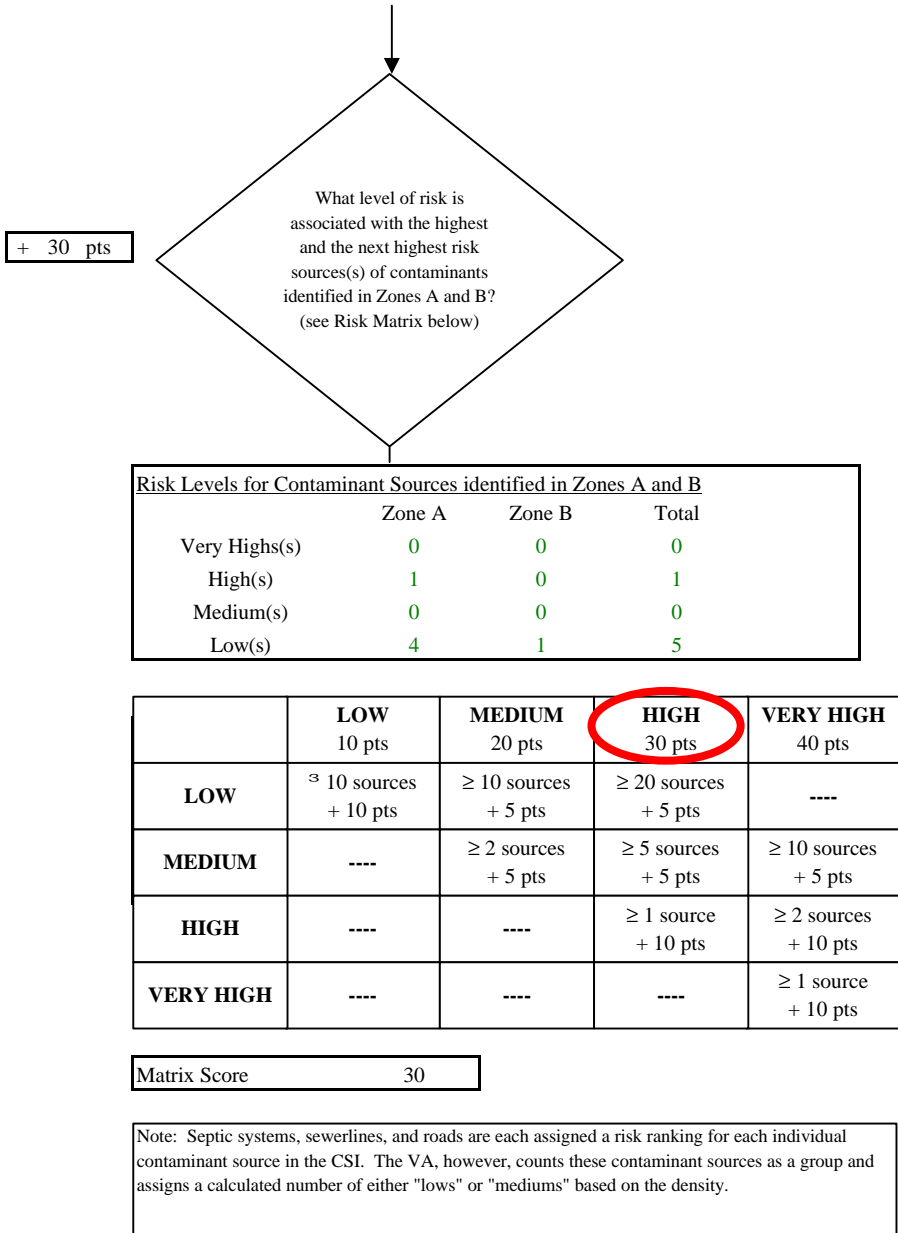 What level of risk is
associated with the highest
and the next highest risk
sources(s) of contaminants
identified in Zones A and B?
(see Risk Matrix below)
+ 30 pts
Risk Levels for Contaminant Sources identified in Zones A and B
Zone A Zone B Total
Very Highs(s) 0 0 0
High(s) 1 0 1
Medium(s) 0 0 0
Low(s) 4 1 5
LOW MEDIUM HIGH VERY HIGH
10 pts 20 pts 30 pts 40 pts
LOW ³ 10 sources ≥ 10 sources ≥ 20 sources ----
+ 10 pts + 5 pts + 5 pts
MEDIUM ---- ≥ 2 sources ≥ 5 sources ≥ 10 sources
+ 5 pts + 5 pts + 5 pts
HIGH ---- ---- ≥ 1 source ≥ 2 sources
+ 10 pts + 10 pts
VERY HIGH ---- ---- ---- ≥ 1 source
+ 10 pts
Matrix Score 30
Note: Septic systems, sewerlines, and roads are each assigned a risk ranking for each individual
contaminant source in the CSI. The VA, however, counts these contaminant sources as a group and
assigns a calculated number of either "lows" or "mediums" based on the density.